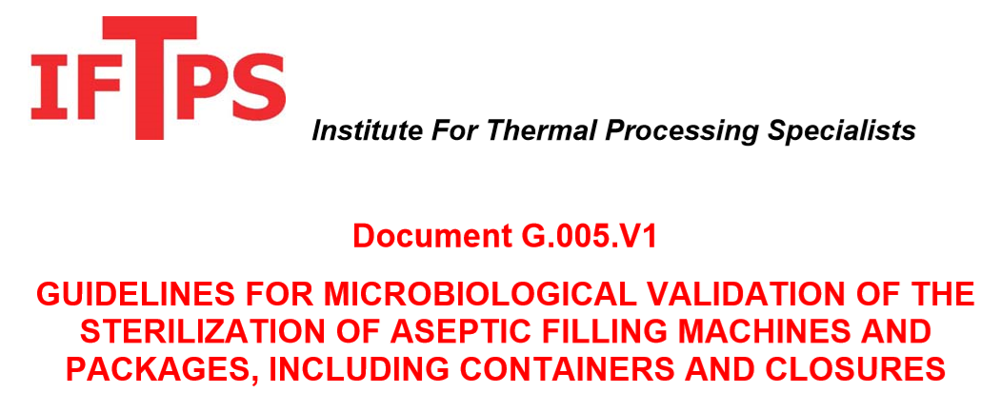 IFTPS
Institute For Thermal Processing Specialists
Document G.005.V1
GUIDELINES FOR MICROBIOLOGICAL VALIDATION OF THE
STERILIZATION OF ASEPTIC FILLING MACHINES AND
PACKAGES, INCLUDING CONTAINERS AND CLOSURES